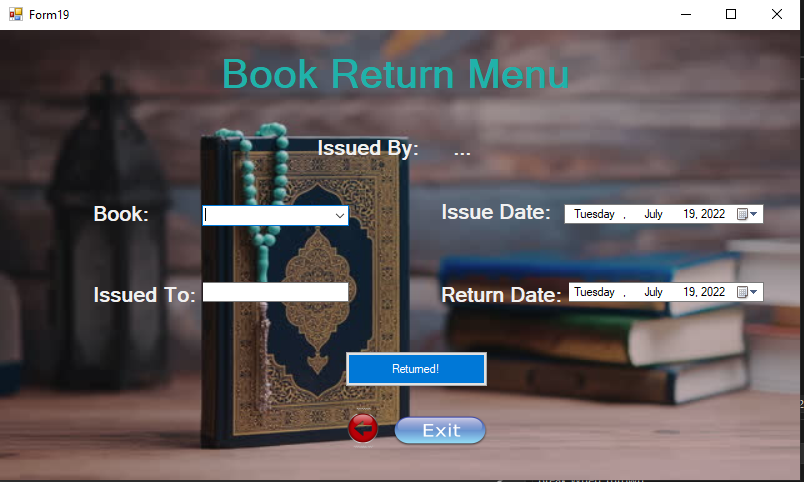 Form19
Book Return Menu
Issued By: ...
Book:
Issue Date: Tuesday , July 19, 2022
Issued To:
Return Date: Tuesday , July 19, 2022
Returned!
Exit